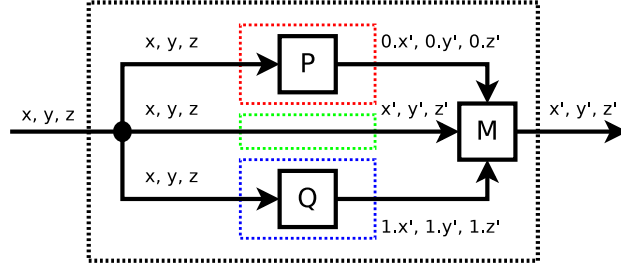 x, y, z
0.x', 0.y', 0.z'
P
x, y, z
x, y, z
x', y', z'
M
x', y', z'
x, y, z
Q
1.x', 1.y', 1.z'